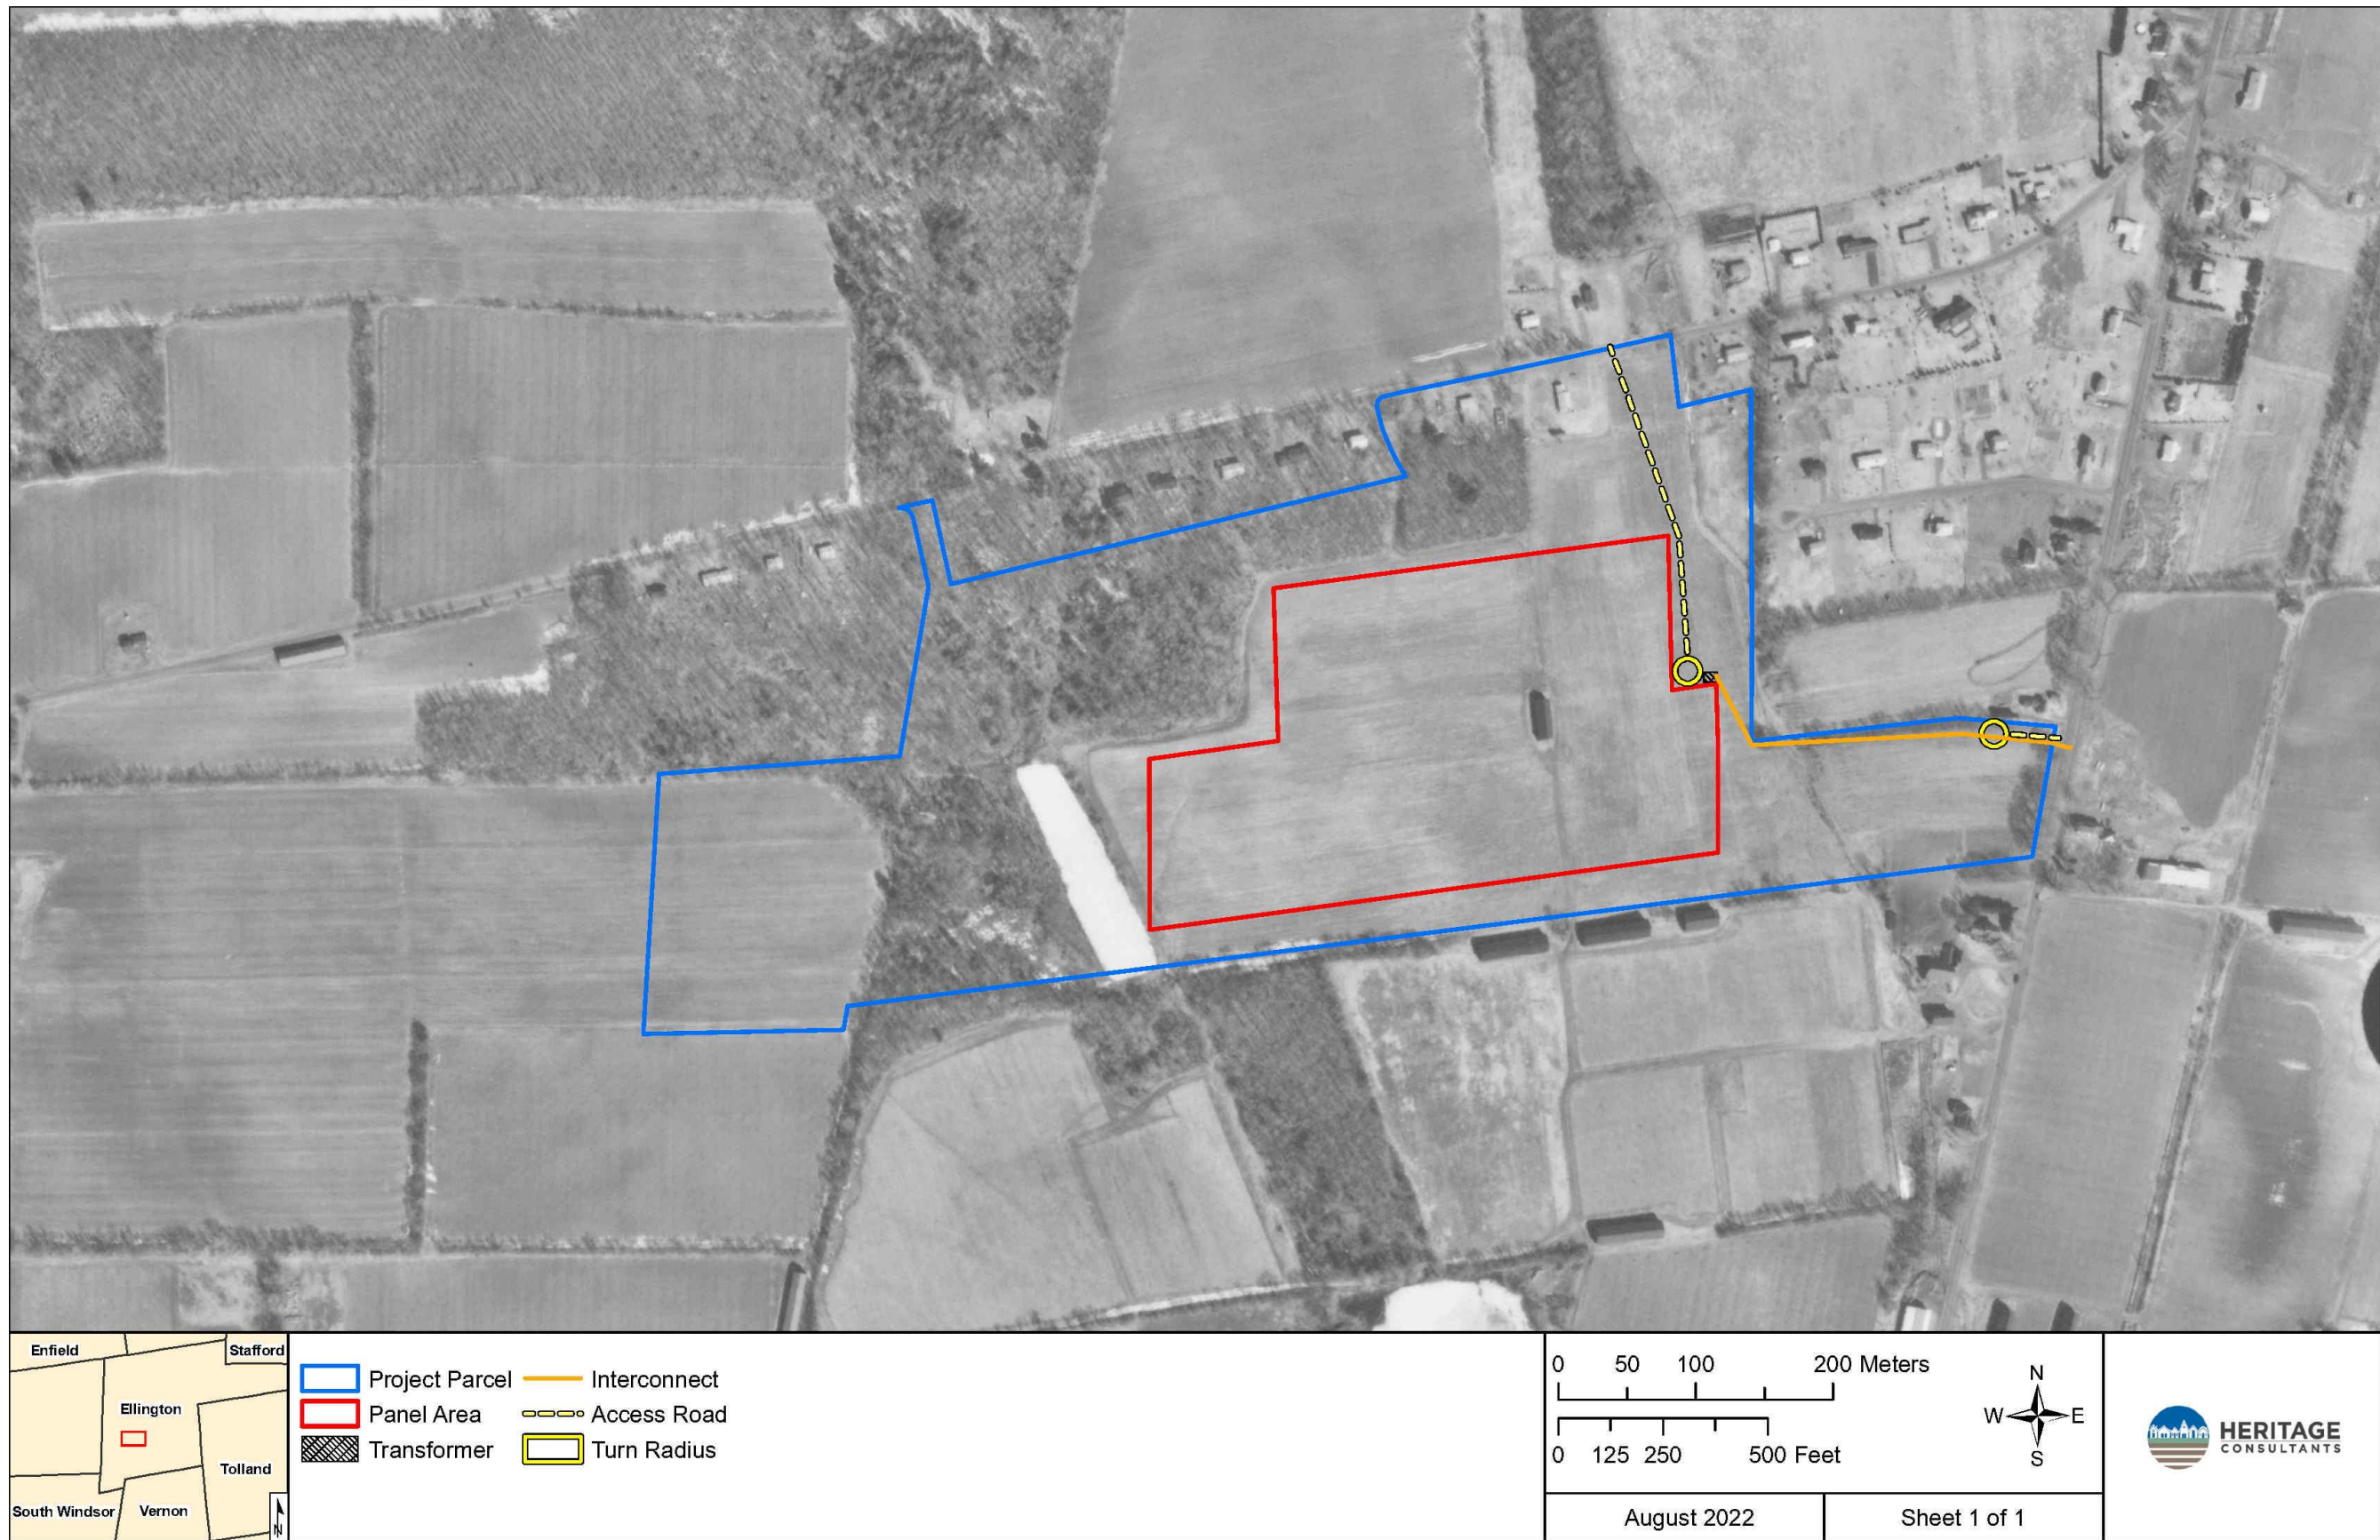 Enfield
Stafford
Ellington
Tolland
South Windsor
Vernon
N
Project Parcel
Interconnect
Panel Area
Access Road
Transformer
Turn Radius
0 50 100 200 Meters
0 125 250 500 Feet
N
W E
S
HERITAGE
CONSULTANTS
August 2022
Sheet 1 of 1